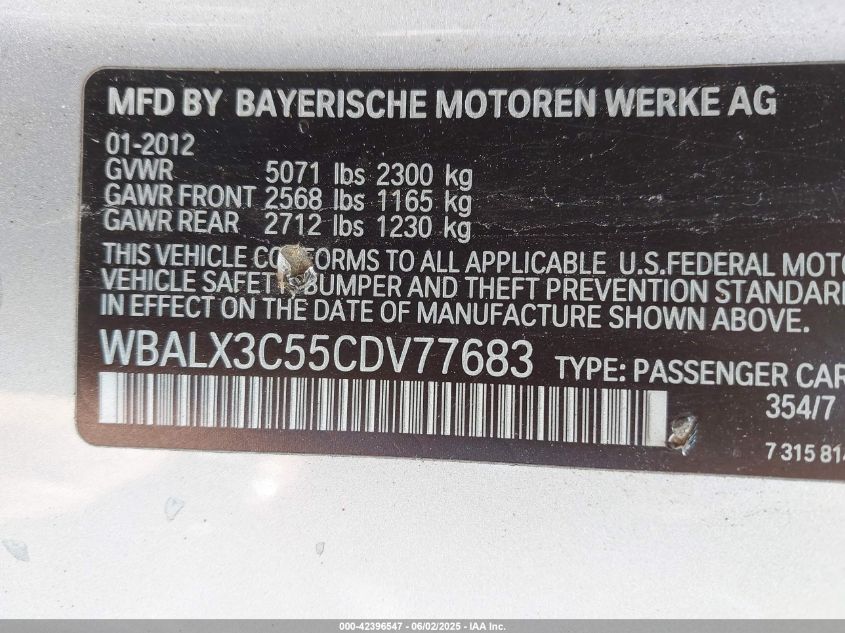 MFD BY BAYERISCHE MOTOREN WERKE AG
01-2012
GVWR 5071 lbs 2300 kg
GAWR FRONT 2568 lbs 1165 kg
GAWR REAR 2712 lbs 1230 kg
THIS VEHICLE CO FORMS TO ALL APPLICABLE U.S.FEDERAL MOTO
VEHICLE SAFET BUMPER AND THEFT PREVENTION STANDAR
IN EFFECT ON THE DATE OF MANUFACTURE SHOWN ABOVE.
WBALX3C55CDV77683 TYPE: PASSENGER CAR
354/7
7 315 814
000-42396547 - 06/02/2025 - IAA Inc.